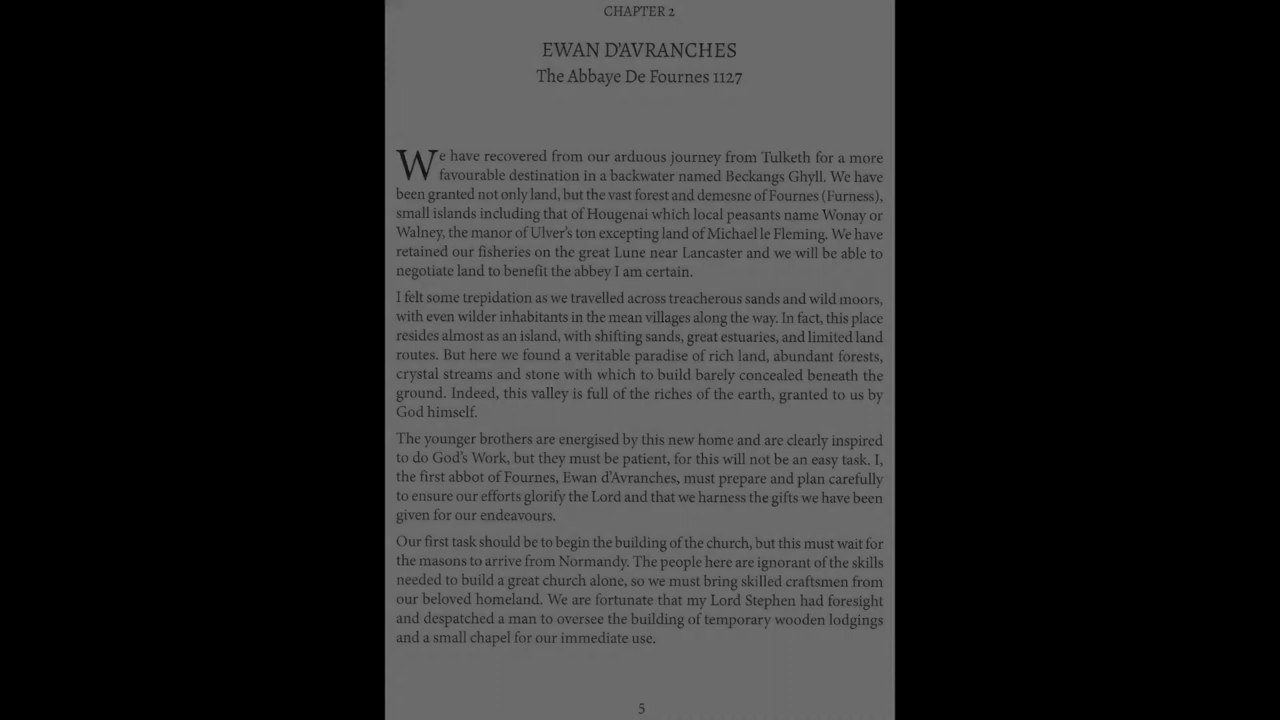 CHAPTER 2
EWAN D'AVRANCHES
The Abbaye De Fournes 1127
We have recovered from our arduous journey from Tulketh for a more
favourable destination in a backwater named Beckangs Ghyll. We have
been granted not only land, but the vast forest and demesne of Fournes (Furness),
small islands including that of Hougenai which local peasants name Wonay or
Walney, the manor of Ulver's ton excepting land of Michael le Fleming. We have
retained our fisheries on the great Lune near Lancaster and we will be able to
negotiate land to benefit the abbey I am certain.
I felt some trepidation as we travelled across treacherous sands and wild moors,
with even wilder inhabitants in the mean villages along the way. In fact, this place
resides almost as an island, with shifting sands, great estuaries, and limited land
routes. But here we found a veritable paradise of rich land, abundant forests,
crystal streams and stone with which to build barely concealed beneath the
ground. Indeed, this valley is full of the riches of the earth, granted to us by
God himself.
The younger brothers are energised by this new home and are clearly inspired
to do God's Work, but they must be patient, for this will not be an easy task. I,
the first abbot of Fournes, Ewan d'Avranches, must prepare and plan carefully
to ensure our efforts glorify the Lord and that we harness the gifts we have been
given for our endeavours.
Our first task should be to begin the building of the church, but this must wait for
the masons to arrive from Normandy. The people here are ignorant of the skills
needed to build a great church alone, so we must bring skilled craftsmen from
our beloved homeland. We are fortunate that my Lord Stephen had foresight
and despatched a man to oversee the building of temporary wooden lodgings
and a small chapel for our immediate use.
5